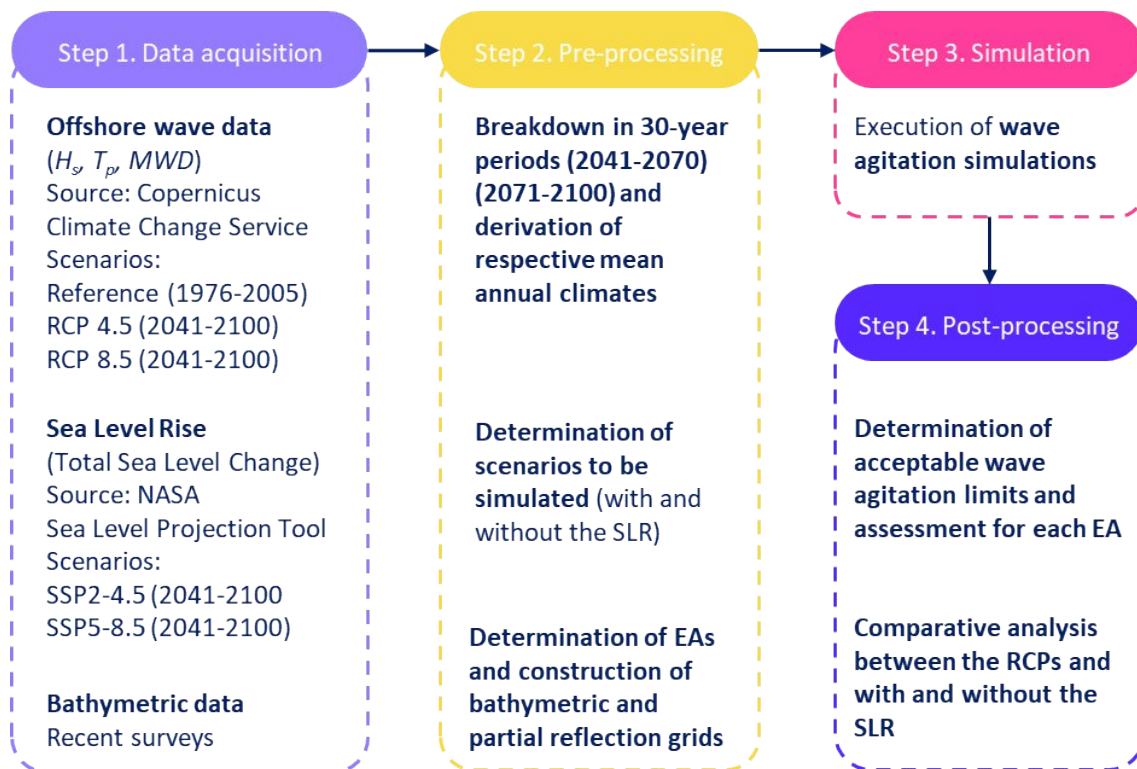 Step 1. Data acquisition
Offshore wave data
(Hs, Tp, MWD)
Source: Copernicus
Climate Change Service
Scenarios:
Reference (1976-2005)
RCP 4.5 (2041-2100)
RCP 8.5 (2041-2100)
Sea Level Rise
(Total Sea Level Change)
Source: NASA
Sea Level Projection Tool
Scenarios:
SSP2-4.5 (2041-2100
SSP5-8.5 (2041-2100)
Bathymetric data
Recent surveys
Step 2. Pre-processing
Breakdown in 30-year
periods (2041-2070)
(2071-2100) and
derivation of
respective mean
annual climates
Determination of
scenarios to be
simulated (with and
without the SLR)
Determination of EAs
and construction of
bathymetric and
partial reflection grids
Step 3. Simulation
Execution of wave
agitation simulations
Step 4. Post-processing
Determination of
acceptable wave
agitation limits and
assessment for each EA
Comparative analysis
between the RCPs and
with and without the
SLR